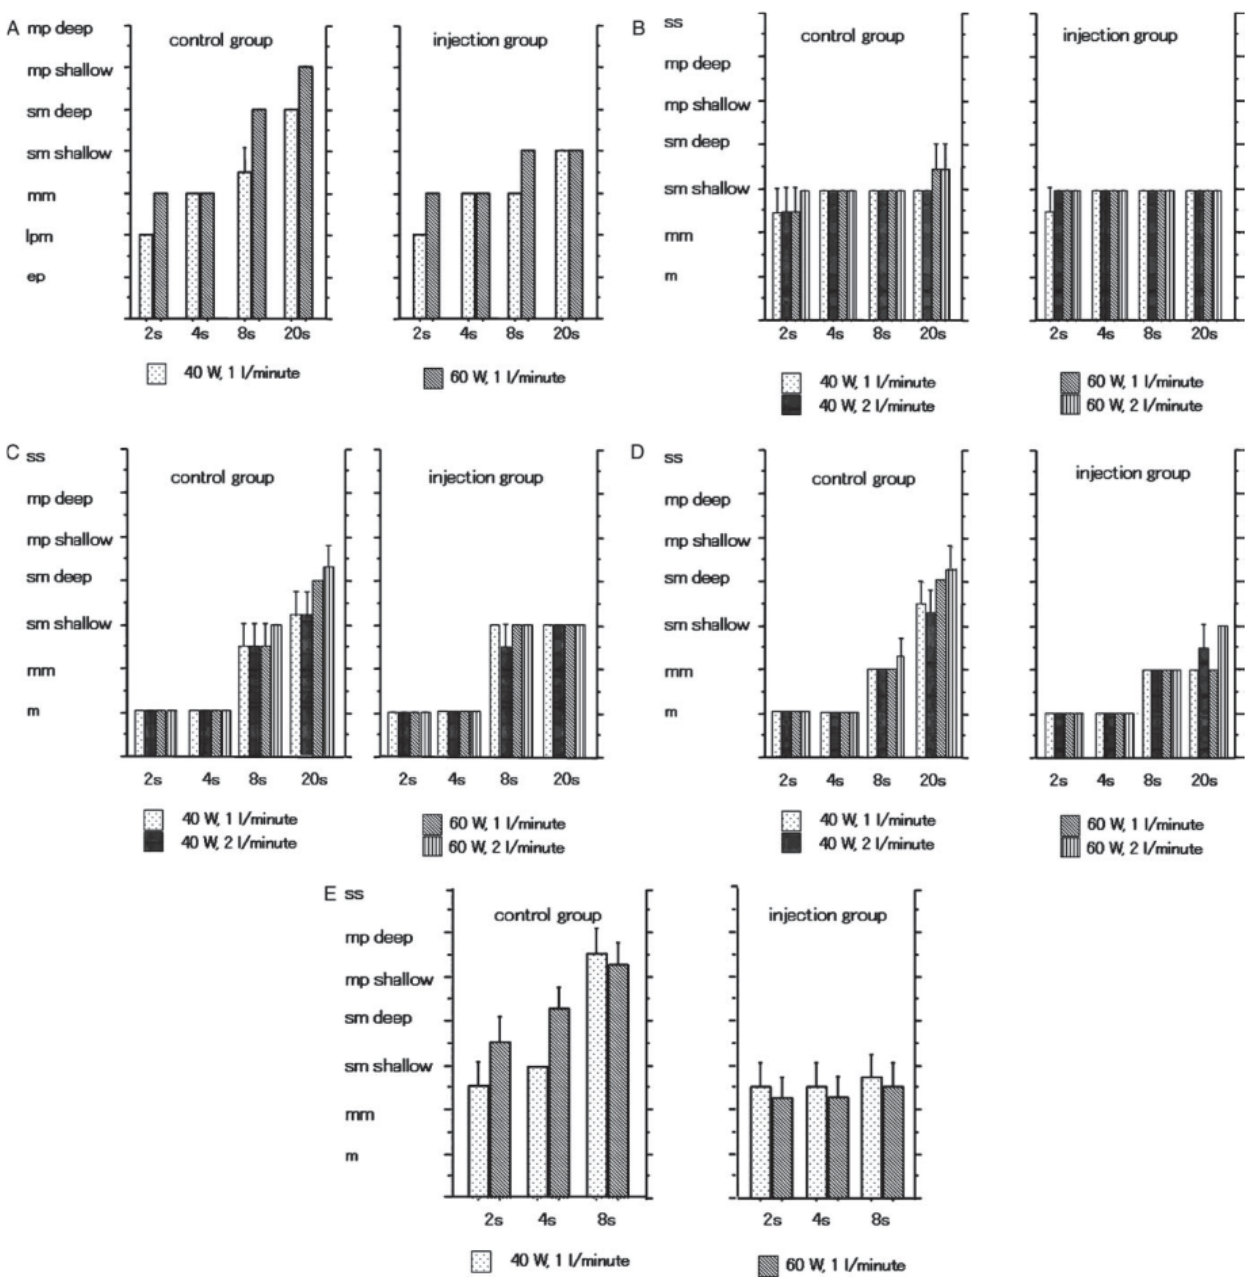 A mp deep
control group
injection group
mp shallow
sm deep
sm shallow
mm
lpm
ep
2s 4s 8s 20s
2s 4s 8s 20s
40 W, 1 l/minute
60 W, 1 l/minute
B ss
control group
injection group
mp deep
mp shallow
sm deep
sm shallow
mm
m
2s 4s 8s 20s
2s 4s 8s 20s
40 W, 1 l/minute
40 W, 2 l/minute
60 W, 1 l/minute
60 W, 2 l/minute
C ss
control group
injection group
mp deep
mp shallow
sm deep
sm shallow
mm
m
2s 4s 8s 20s
2s 4s 8s 20s
40 W, 1 l/minute
40 W, 2 l/minute
60 W, 1 l/minute
60 W, 2 l/minute
D ss
control group
injection group
mp deep
mp shallow
sm deep
sm shallow
mm
m
2s 4s 8s 20s
2s 4s 8s 20s
40 W, 1 l/minute
40 W, 2 l/minute
60 W, 1 l/minute
60 W, 2 l/minute
E ss
control group
injection group
mp deep
mp shallow
sm deep
sm shallow
mm
m
2s 4s 8s
2s 4s 8s
40 W, 1 l/minute
60 W, 1 l/minute